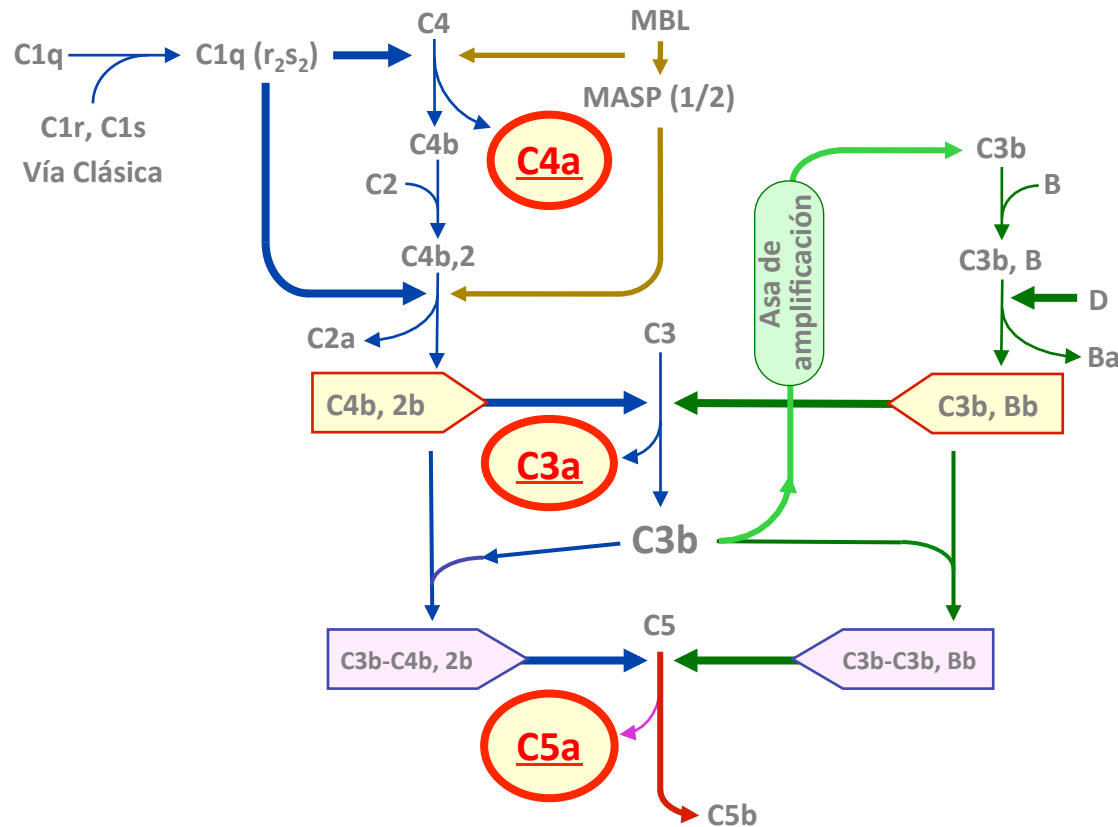 C4
MBL
C1q
C1q (r₂s₂)
MASP (1/2)
C1r, C1s
Vía Clásica
C4b
C4a
C3b
C2
B
C4b,2
C3b, B
Asa de
amplificación
D
C2a
C3
Ba
C4b, 2b
C3b, Bb
C3a
C3b
C5
C3b-C4b, 2b
C3b-C3b, Bb
C5a
C5b